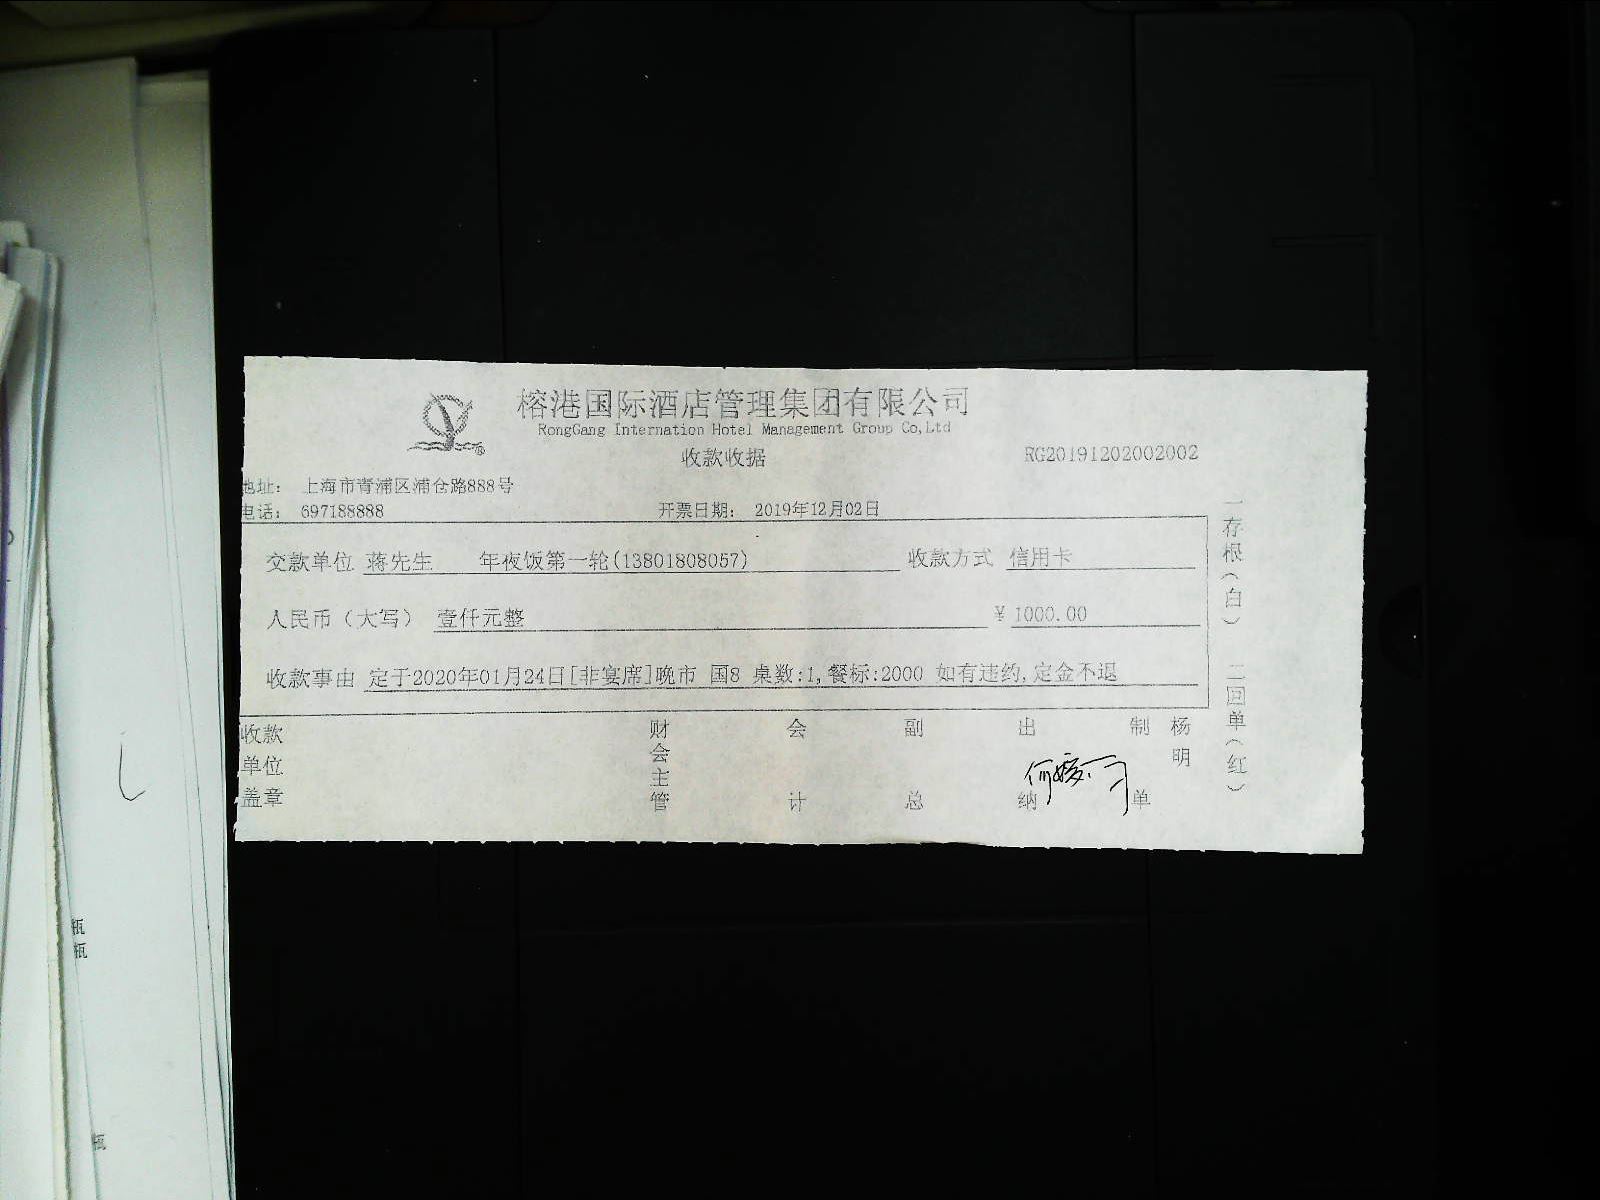 榕港国际酒店管理集团有限公司
RongGang Internation Hotel Management Group Co,Ltd
收款收据
RG20191202002002
地址： 上海市青浦区浦仓路888号
电话： 697188888
开票日期： 2019年12月02日
交款单位 蒋先生 年夜饭第一轮(13801808057) 收款方式 信用卡
人民币（大写） 壹仟元整 ￥1000.00
收款事由 定于2020年01月24日[非宴席]晚市 国8 桌数:1,餐标:2000 如有违约,定金不退
收款单位盖章
财会主管
会计
副总
出纳
制单
杨明
一存根（白） 二回单（红）
瓶
瓶
瓶